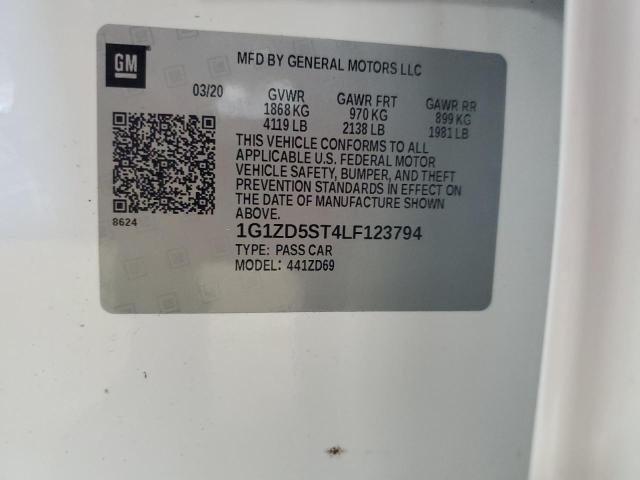 GM
MFD BY GENERAL MOTORS LLC
03/20 GVWR GAWR FRT GAWR RR
1868 KG 970 KG 899 KG
4119 LB 2138 LB 1981 LB
THIS VEHICLE CONFORMS TO ALL
APPLICABLE U.S. FEDERAL MOTOR
VEHICLE SAFETY, BUMPER, AND THEFT
PREVENTION STANDARDS IN EFFECT ON
THE DATE OF MANUFACTURE SHOWN
ABOVE.
8624
1G1ZD5ST4LF123794
TYPE: PASS CAR
MODEL: 441ZD69